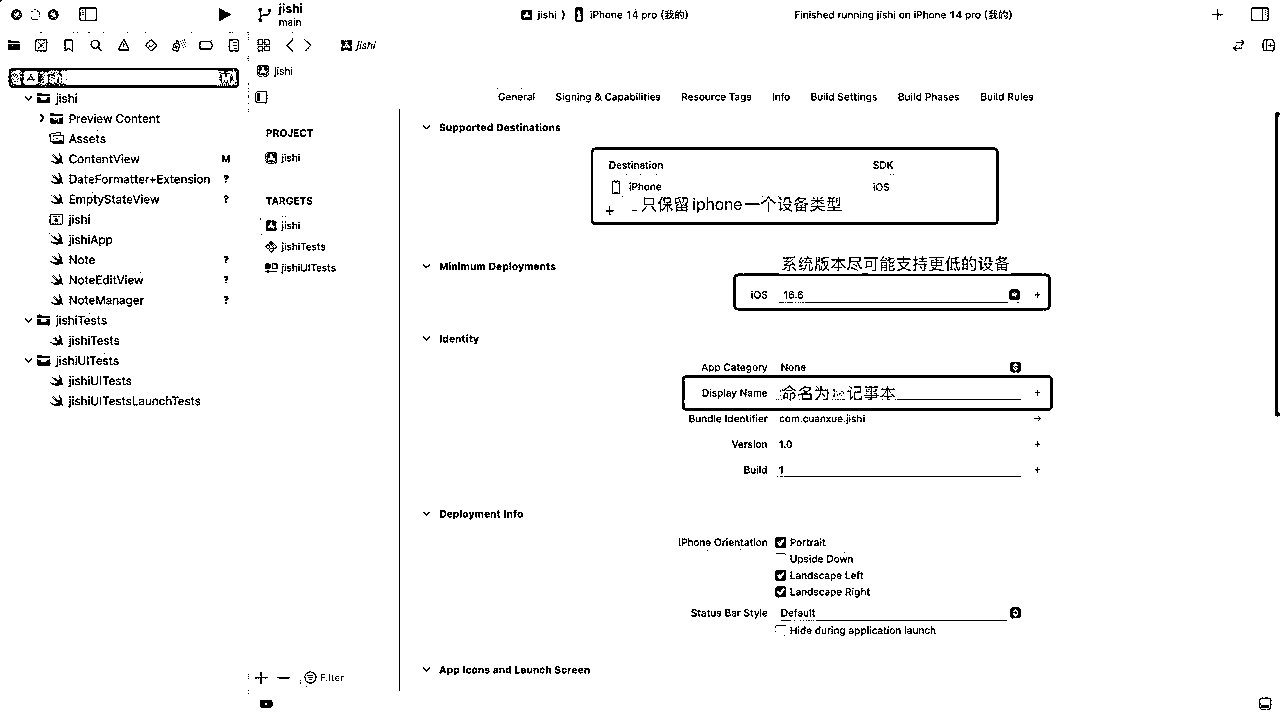 jishi
main
jishi 〉 iPhone 14 pro (我的)
Finished running jishi on iPhone 14 pro (我的)
jishi
jishi
General Signing & Capabilities Resource Tags Info Build Settings Build Phases Build Rules
M
jishi
Preview Content
Assets
ContentView M
DateFormatter+Extension ?
EmptyStateView ?
jishi
jishiApp
Note ?
NoteEditView ?
NoteManager ?
jishiTests
jishiTests
jishiUITests
jishiUITests
jishiUITestsLaunchTests
Filter
PROJECT
jishi
TARGETS
jishi
jishiTests
jishiUITests
Supported Destinations
Destination SDK
iPhone iOS
+ 只保留iphone一个设备类型
系统版本尽可能支持更低的设备
Minimum Deployments
iOS 16.6 +
Identity
App Category None
Display Name 命名为 记事本 +
Bundle Identifier com.cuanxue.jishi
Version 1.0 +
Build 1 +
Deployment Info
iPhone Orientation Portrait
Upside Down
Landscape Left
Landscape Right
Status Bar Style Default
Hide during application launch
App Icons and Launch Screen